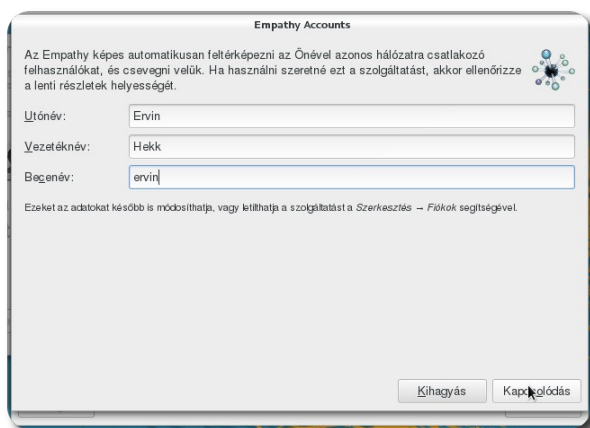 Empathy Accounts
Az Empathy képes automatikusan feltérképezni az Önével azonos hálózatra csatlakozó
felhasználókat, és csevegni velük. Ha használni szeretné ezt a szolgáltatást, akkor ellenőrizze
a lenti részletek helyességét.
Utónév: Ervin
Vezetéknév: Hekk
Becenév: ervin
Ezeket az adatokat később is módosíthatja, vagy letilthatja a szolgáltatást a Szerkesztés → Fiókok segítségével.
Kihagyás Kapcsolódás